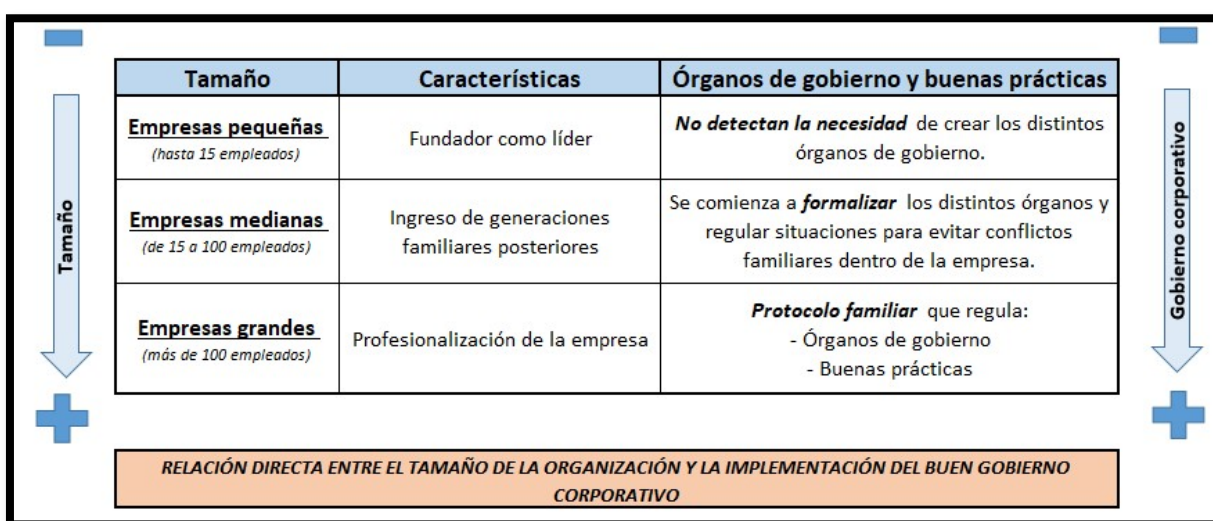 Tamaño
Características
Órganos de gobierno y buenas prácticas
Empresas pequeñas
(hasta 15 empleados)
Fundador como líder
No detectan la necesidad de crear los distintos
órganos de gobierno.
Empresas medianas
(de 15 a 100 empleados)
Ingreso de generaciones
familiares posteriores
Se comienza a formalizar los distintos órganos y
regular situaciones para evitar conflictos
familiares dentro de la empresa.
Empresas grandes
(más de 100 empleados)
Profesionalización de la empresa
Protocolo familiar que regula:
- Órganos de gobierno
- Buenas prácticas
Tamaño
Gobierno corporativo
RELACIÓN DIRECTA ENTRE EL TAMAÑO DE LA ORGANIZACIÓN Y LA IMPLEMENTACIÓN DEL BUEN GOBIERNO
CORPORATIVO